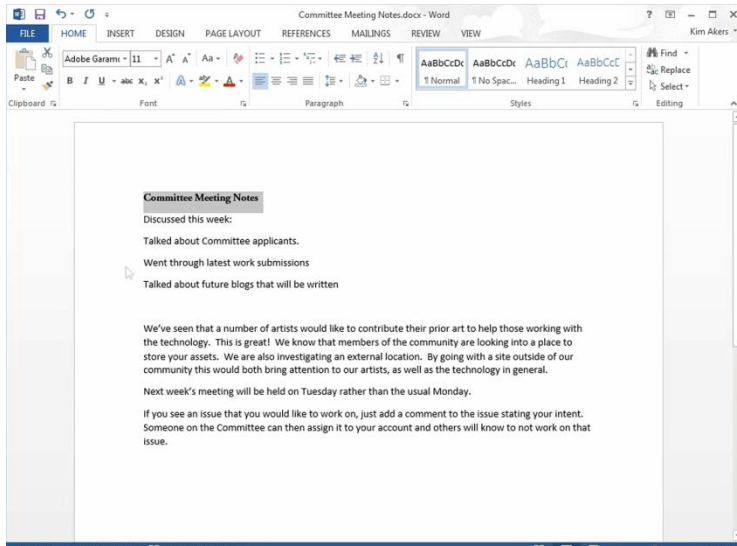 Committee Meeting Notes.docx - Word
?
FILE HOME INSERT DESIGN PAGE LAYOUT REFERENCES MAILINGS REVIEW VIEW Kim Akers
Paste
Adobe Garamc 11 A A Aa
B I U abc X, X' A A
AaBbCcDc AaBbCcDc AaBbCc AaBbCcC
¶ Normal ¶ No Spac... Heading 1 Heading 2
Find
Replace
Select
Clipboard Font Paragraph Styles Editing
Committee Meeting Notes
Discussed this week:
Talked about Committee applicants.
Went through latest work submissions
Talked about future blogs that will be written
We've seen that a number of artists would like to contribute their prior art to help those working with
the technology. This is great! We know that members of the community are looking into a place to
store your assets. We are also investigating an external location. By going with a site outside of our
community this would both bring attention to our artists, as well as the technology in general.
Next week's meeting will be held on Tuesday rather than the usual Monday.
If you see an issue that you would like to work on, just add a comment to the issue stating your intent.
Someone on the Committee can then assign it to your account and others will know to not work on that
issue.